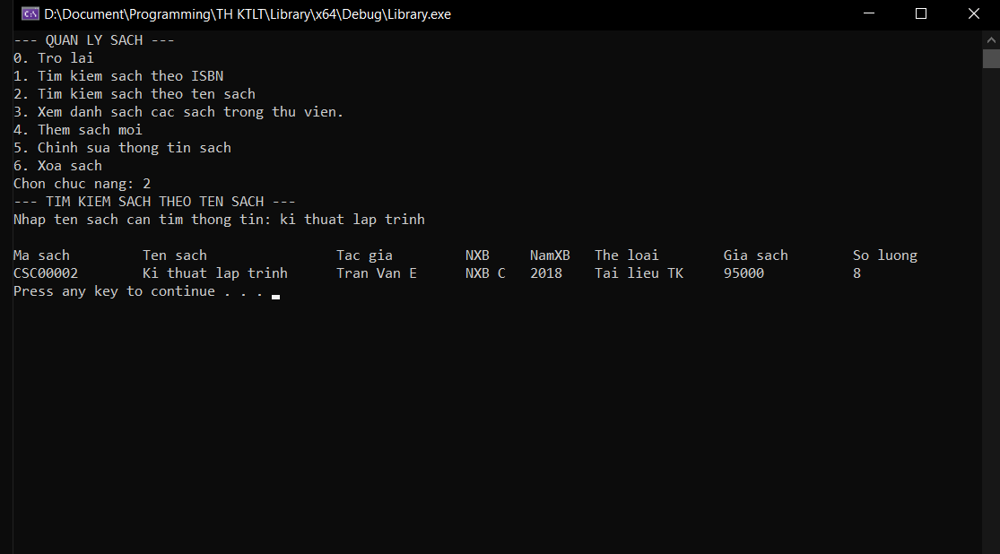 D:\Document\Programming\TH KTLT\Library\x64\Debug\Library.exe
--- QUAN LY SACH ---
0. Tro lai
1. Tim kiem sach theo ISBN
2. Tim kiem sach theo ten sach
3. Xem danh sach cac sach trong thu vien.
4. Them sach moi
5. Chinh sua thong tin sach
6. Xoa sach
Chon chuc nang: 2
--- TIM KIEM SACH THEO TEN SACH ---
Nhap ten sach can tim thong tin: ki thuat lap trinh
Ma sach Ten sach Tac gia NXB NamXB The loai Gia sach So luong
CSC00002 Ki thuat lap trinh Tran Van E NXB C 2018 Tai lieu TK 95000 8
Press any key to continue . . .